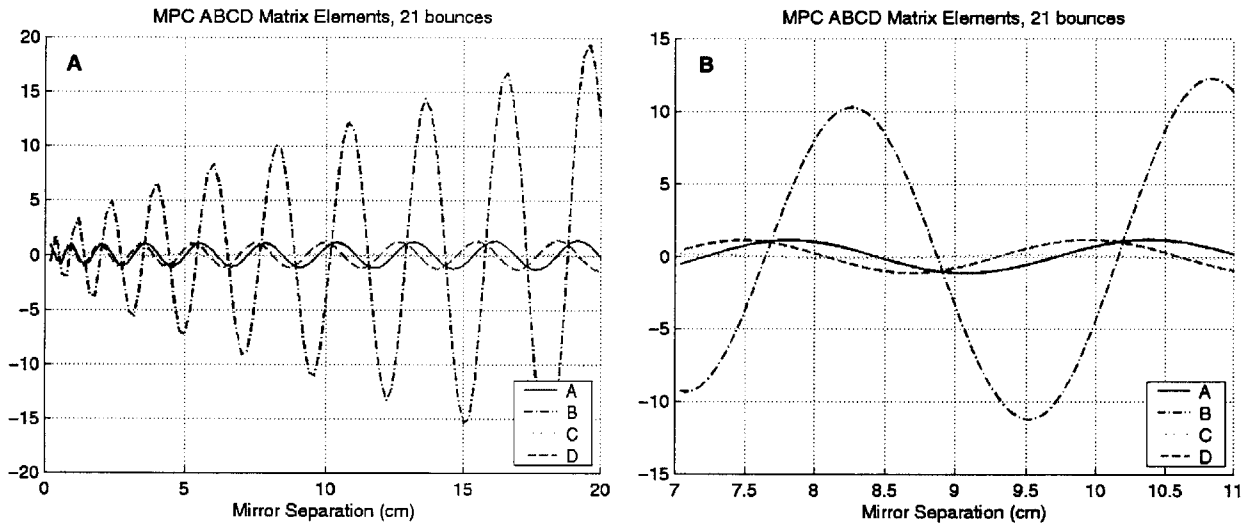 MPC ABCD Matrix Elements, 21 bounces
A
20
15
10
5
0
−5
−10
−15
−20
0
5
10
15
20
Mirror Separation (cm)
A
B
C
D
MPC ABCD Matrix Elements, 21 bounces
B
15
10
5
0
−5
−10
−15
7
7.5
8
8.5
9
9.5
10
10.5
11
Mirror Separation (cm)
A
B
C
D